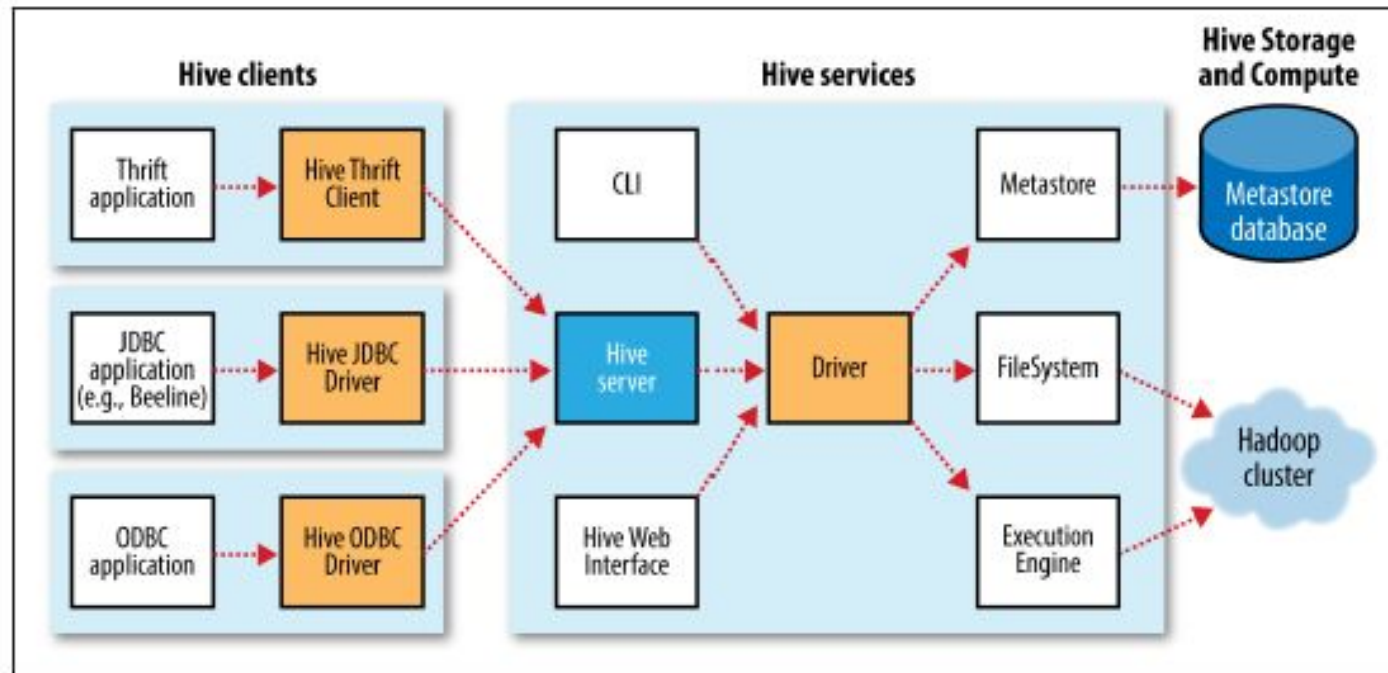 Hive clients
Hive services
Hive Storage
and Compute
Thrift
application
Hive Thrift
Client
CLI
Metastore
Metastore
database
JDBC
application
(e.g., Beeline)
Hive JDBC
Driver
Hive
server
Driver
FileSystem
Hadoop
cluster
ODBC
application
Hive ODBC
Driver
Hive Web
Interface
Execution
Engine